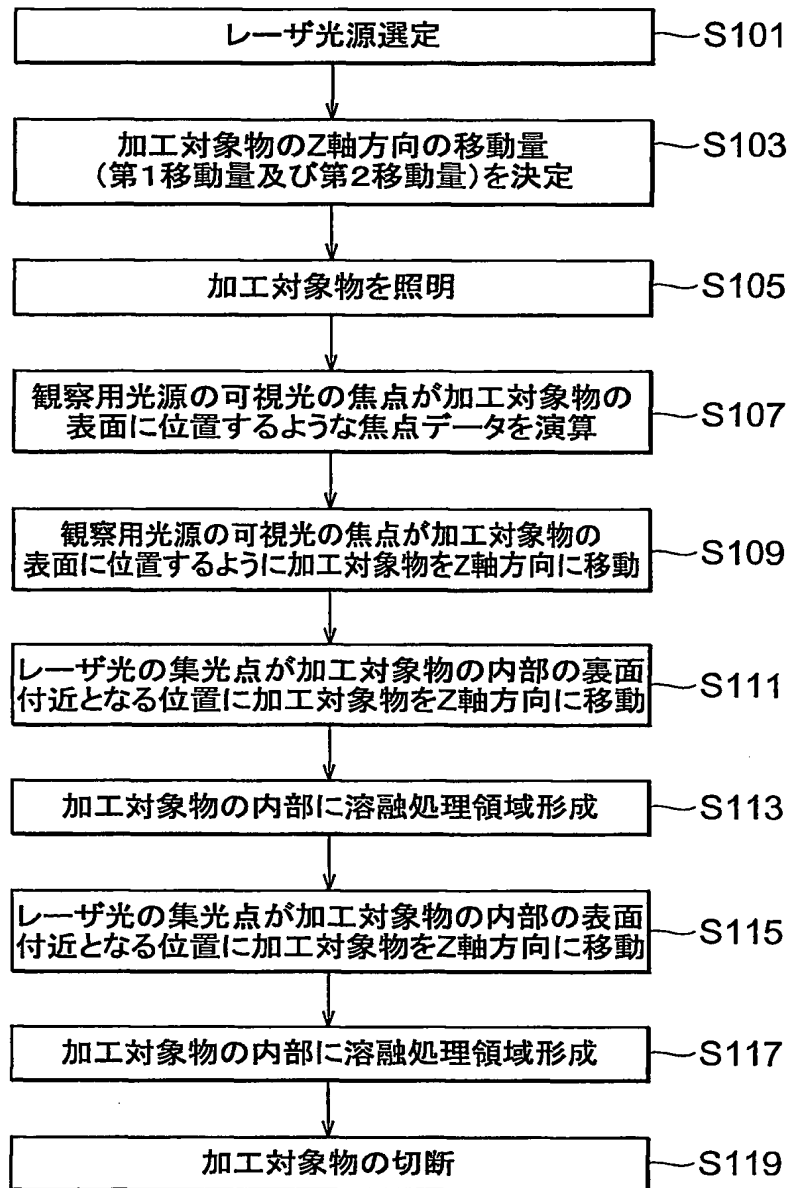 レーザ光源選定
S101
加工対象物のZ軸方向の移動量
(第1移動量及び第2移動量)を決定
S103
加工対象物を照明
S105
観察用光源の可視光の焦点が加工対象物の
表面に位置するような焦点データを演算
S107
観察用光源の可視光の焦点が加工対象物の
表面に位置するように加工対象物をZ軸方向に移動
S109
レーザ光の集光点が加工対象物の内部の裏面
付近となる位置に加工対象物をZ軸方向に移動
S111
加工対象物の内部に溶融処理領域形成
S113
レーザ光の集光点が加工対象物の内部の表面
付近となる位置に加工対象物をZ軸方向に移動
S115
加工対象物の内部に溶融処理領域形成
S117
加工対象物の切断
S119